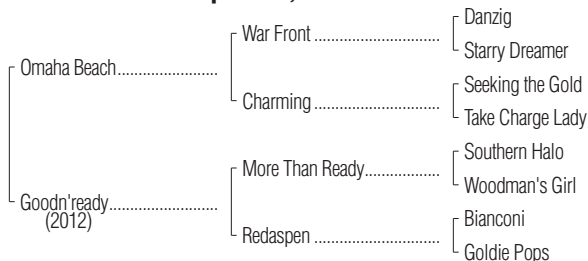 Danzig
War Front
Starry Dreamer
Omaha Beach
Seeking the Gold
Charming
Take Charge Lady
Southern Halo
More Than Ready
Woodman's Girl
Goodn'ready
(2012)
Bianconi
Redaspen
Goldie Pops